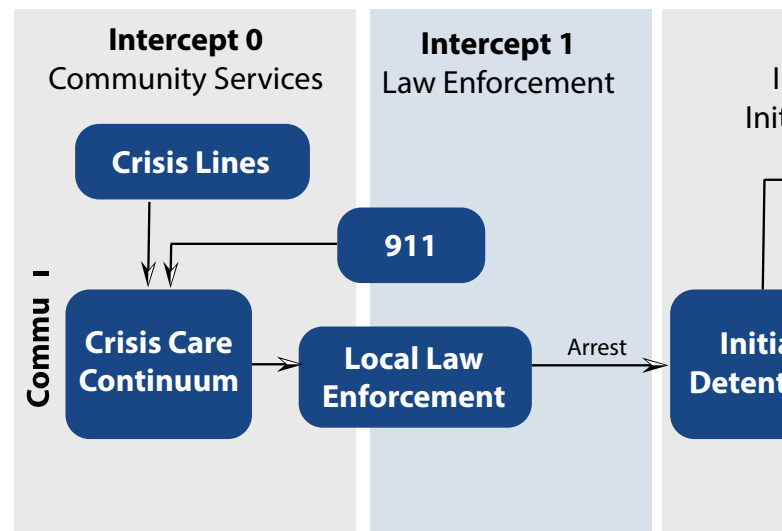 Intercept 0
Community Services
Intercept 1
Law Enforcement
Crisis Lines
911
Crisis Care
Continuum
Local Law
Enforcement
Arrest